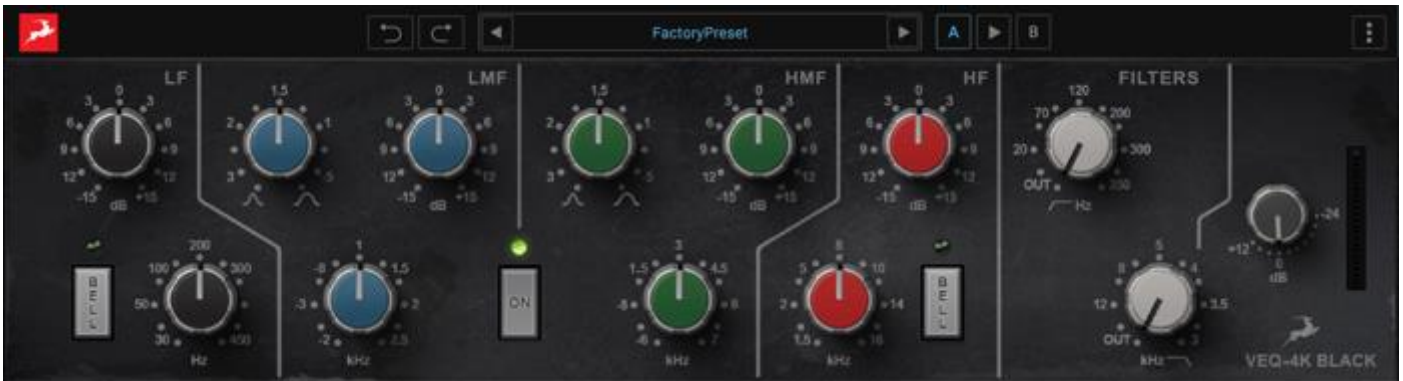 FactoryPreset
A
B
LF
LMF
HMF
HF
FILTERS
0
3 3
6 6
9 9
12 12
-15 +15
dB
1,5
2 1
3 .5
0
3 3
6 6
9 9
12 12
-15 +15
dB
1,5
2 1
3 .5
0
3 3
6 6
9 9
12 12
-15 +15
dB
0
3 3
6 6
9 9
12 12
-15 +15
dB
120
70 200
20 300
OUT 350
Hz
BELL
200
100 300
50
30 450
Hz
1
.8 1.5
.3 2
.2 2.5
kHz
ON
3
1..5 4.5
.8 6
.6 7
kHz
8
5 10
2 14
1.5 16
kHz
BELL
5
8 4
12 3.5
OUT 3
kHz
-24
+12
0
dB
VEQ-4K BLACK